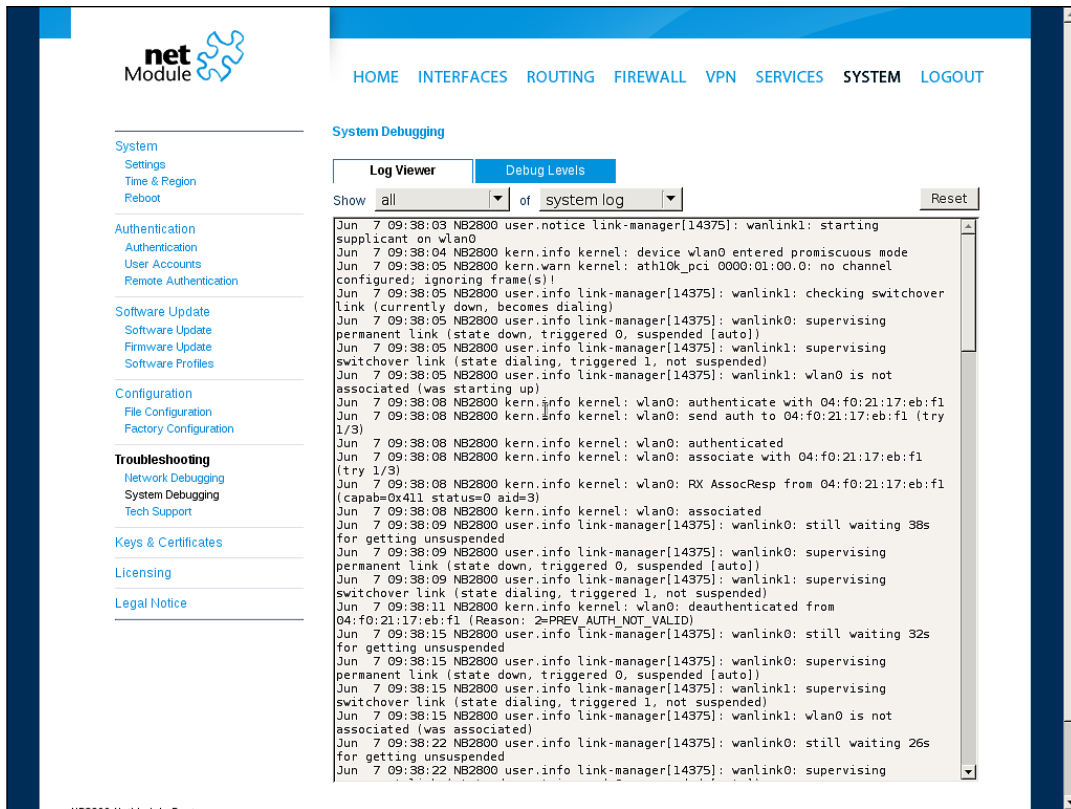 net
Module
HOME INTERFACES ROUTING FIREWALL VPN SERVICES SYSTEM LOGOUT
System
Settings
Time & Region
Reboot
Authentication
Authentication
User Accounts
Remote Authentication
Software Update
Software Update
Firmware Update
Software Profiles
Configuration
File Configuration
Factory Configuration
Troubleshooting
Network Debugging
System Debugging
Tech Support
Keys & Certificates
Licensing
Legal Notice
System Debugging
Log Viewer Debug Levels
Show all of system log Reset
Jun  7 09:38:03 NB2800 user.notice link-manager[14375]: wanlink1: starting
supplicant on wlan0
Jun  7 09:38:04 NB2800 kern.info kernel: device wlan0 entered promiscuous mode
Jun  7 09:38:05 NB2800 kern.warn kernel: ath10k_pci 0000:01:00.0: no channel
configured; ignoring frame(s)!
Jun  7 09:38:05 NB2800 user.info link-manager[14375]: wanlink1: checking switchover
link (currently down, becomes dialing)
Jun  7 09:38:05 NB2800 user.info link-manager[14375]: wanlink0: supervising
permanent link (state down, triggered 0, suspended [auto])
Jun  7 09:38:05 NB2800 user.info link-manager[14375]: wanlink1: supervising
switchover link (state dialing, triggered 1, not suspended)
Jun  7 09:38:05 NB2800 user.info link-manager[14375]: wanlink1: wlan0 is not
associated (was starting up)
Jun  7 09:38:08 NB2800 kern.info kernel: wlan0: authenticate with 04:f0:21:17:eb:f1
Jun  7 09:38:08 NB2800 kern.info kernel: wlan0: send auth to 04:f0:21:17:eb:f1 (try
1/3)
Jun  7 09:38:08 NB2800 kern.info kernel: wlan0: authenticated
Jun  7 09:38:08 NB2800 kern.info kernel: wlan0: associate with 04:f0:21:17:eb:f1
(try 1/3)
Jun  7 09:38:08 NB2800 kern.info kernel: wlan0: RX AssocResp from 04:f0:21:17:eb:f1
(capab=0x411 status=0 aid=3)
Jun  7 09:38:08 NB2800 kern.info kernel: wlan0: associated
Jun  7 09:38:09 NB2800 user.info link-manager[14375]: wanlink0: still waiting 38s
for getting unsuspended
Jun  7 09:38:09 NB2800 user.info link-manager[14375]: wanlink0: supervising
permanent link (state down, triggered 0, suspended [auto])
Jun  7 09:38:09 NB2800 user.info link-manager[14375]: wanlink1: supervising
switchover link (state dialing, triggered 1, not suspended)
Jun  7 09:38:11 NB2800 kern.info kernel: wlan0: deauthenticated from
04:f0:21:17:eb:f1 (Reason: 2=PREV_AUTH_NOT_VALID)
Jun  7 09:38:15 NB2800 user.info link-manager[14375]: wanlink0: still waiting 32s
for getting unsuspended
Jun  7 09:38:15 NB2800 user.info link-manager[14375]: wanlink0: supervising
permanent link (state down, triggered 0, suspended [auto])
Jun  7 09:38:15 NB2800 user.info link-manager[14375]: wanlink1: supervising
switchover link (state dialing, triggered 1, not suspended)
Jun  7 09:38:15 NB2800 user.info link-manager[14375]: wanlink1: wlan0 is not
associated (was associated)
Jun  7 09:38:22 NB2800 user.info link-manager[14375]: wanlink0: still waiting 26s
for getting unsuspended
Jun  7 09:38:22 NB2800 user.info link-manager[14375]: wanlink0: supervising